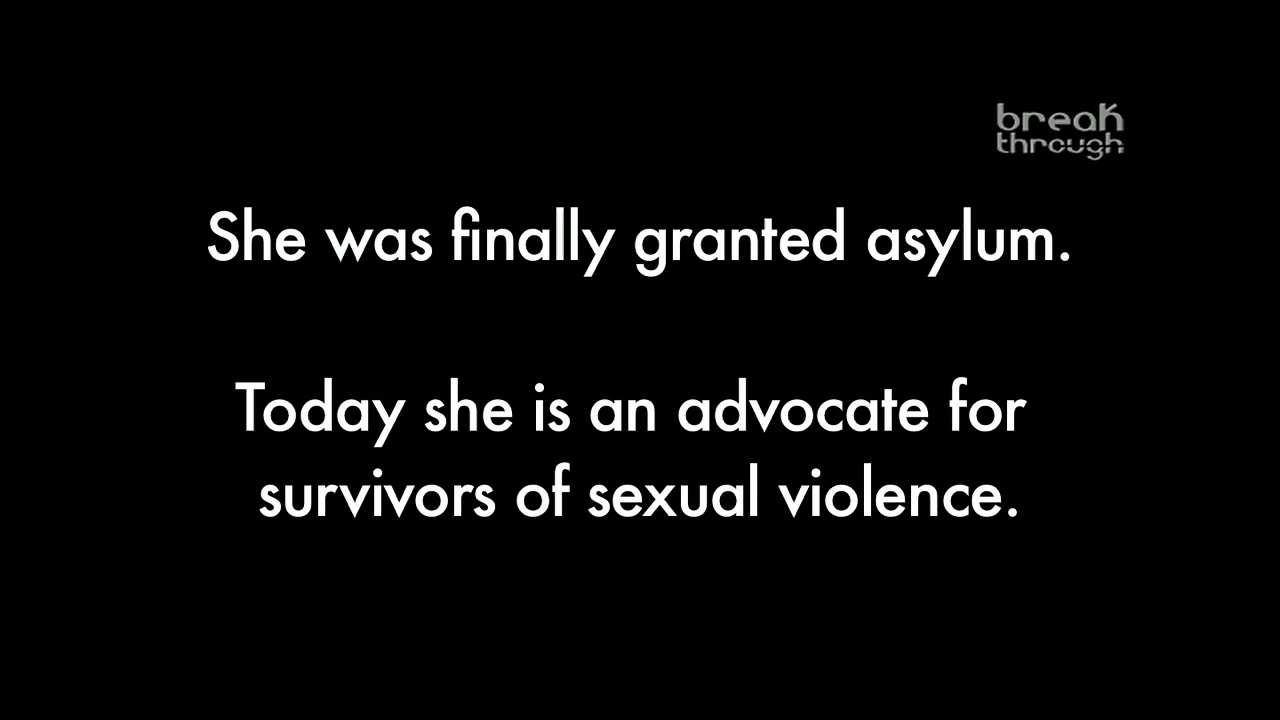 break
through
She was finally granted asylum.
Today she is an advocate for
survivors of sexual violence.